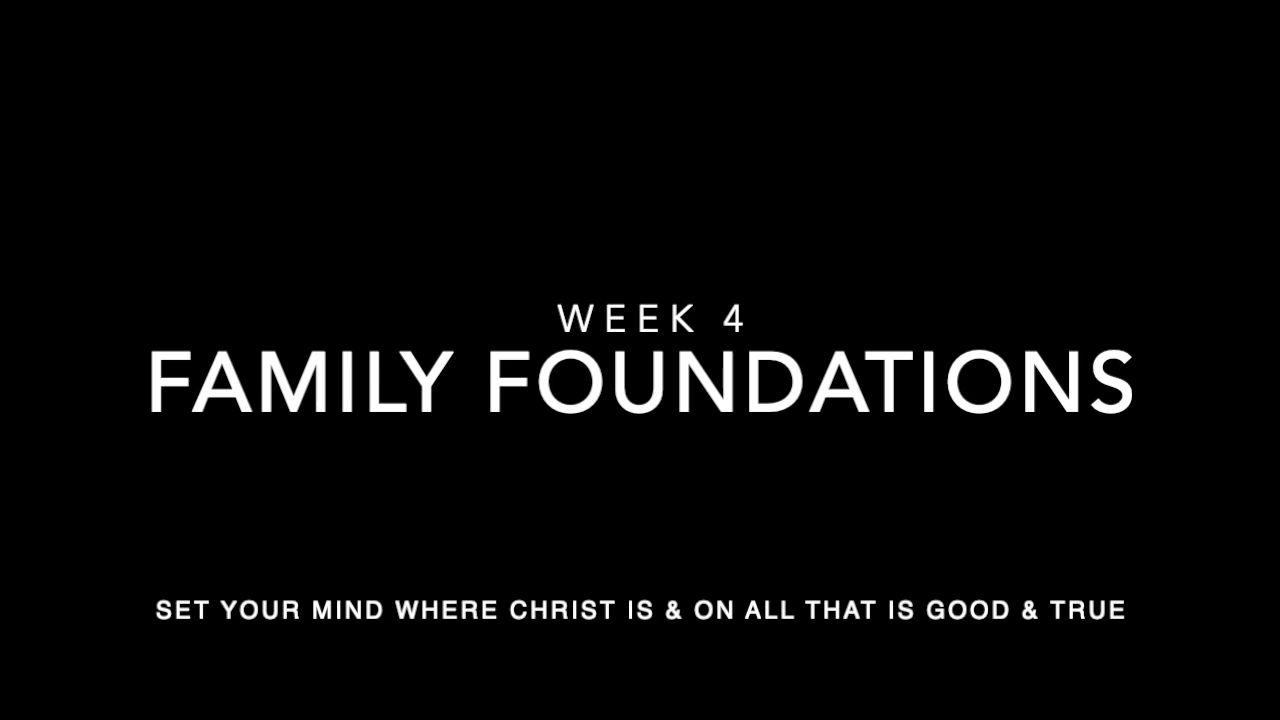 WEEK 4
FAMILY FOUNDATIONS
SET YOUR MIND WHERE CHRIST IS & ON ALL THAT IS GOOD & TRUE